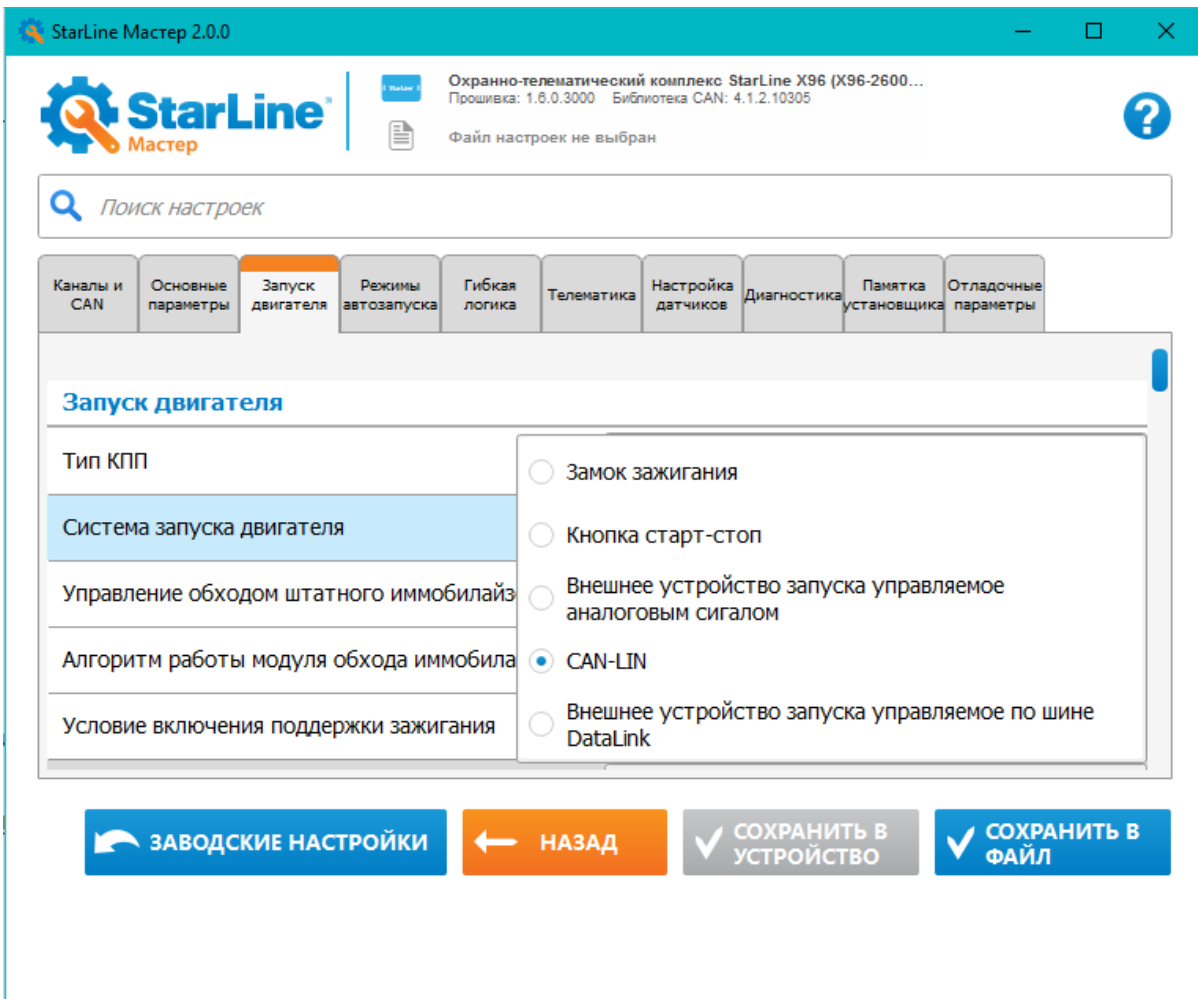 StarLine Мастер 2.0.0
StarLine
Мастер
Охранно-телематический комплекс StarLine X96 (X96-2600...
Прошивка: 1.6.0.3000 Библиотека CAN: 4.1.2.10305
Файл настроек не выбран
?
Поиск настроек
Каналы и
CAN
Основные
параметры
Запуск
двигателя
Режимы
автозапуска
Гибкая
логика
Телематика
Настройка
датчиков
Диагностика
Памятка
установщика
Отладочные
параметры
Запуск двигателя
Тип КПП
Система запуска двигателя
Управление обходом штатного иммобилайз
Алгоритм работы модуля обхода иммобила
Условие включения поддержки зажигания
Замок зажигания
Кнопка старт-стоп
Внешнее устройство запуска управляемое
аналоговым сигалом
CAN-LIN
Внешнее устройство запуска управляемое по шине
DataLink
ЗАВОДСКИЕ НАСТРОЙКИ
НАЗАД
СОХРАНИТЬ В
УСТРОЙСТВО
СОХРАНИТЬ В
ФАЙЛ